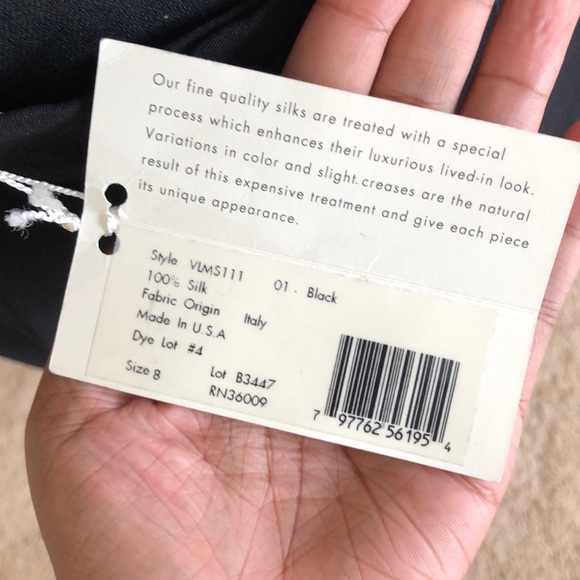 Our fine quality silks are treated with a special
process which enhances their luxurious lived-in look.
Variations in color and slight creases are the natural
result of this expensive treatment and give each piece
its unique appearance.
Style VLMS111 01 - Black
100% Silk
Fabric Origin Italy
Made In U.S.A
Dye Lot #4
Size 8 Lot B3447
RN36009
7 97762 56195 4